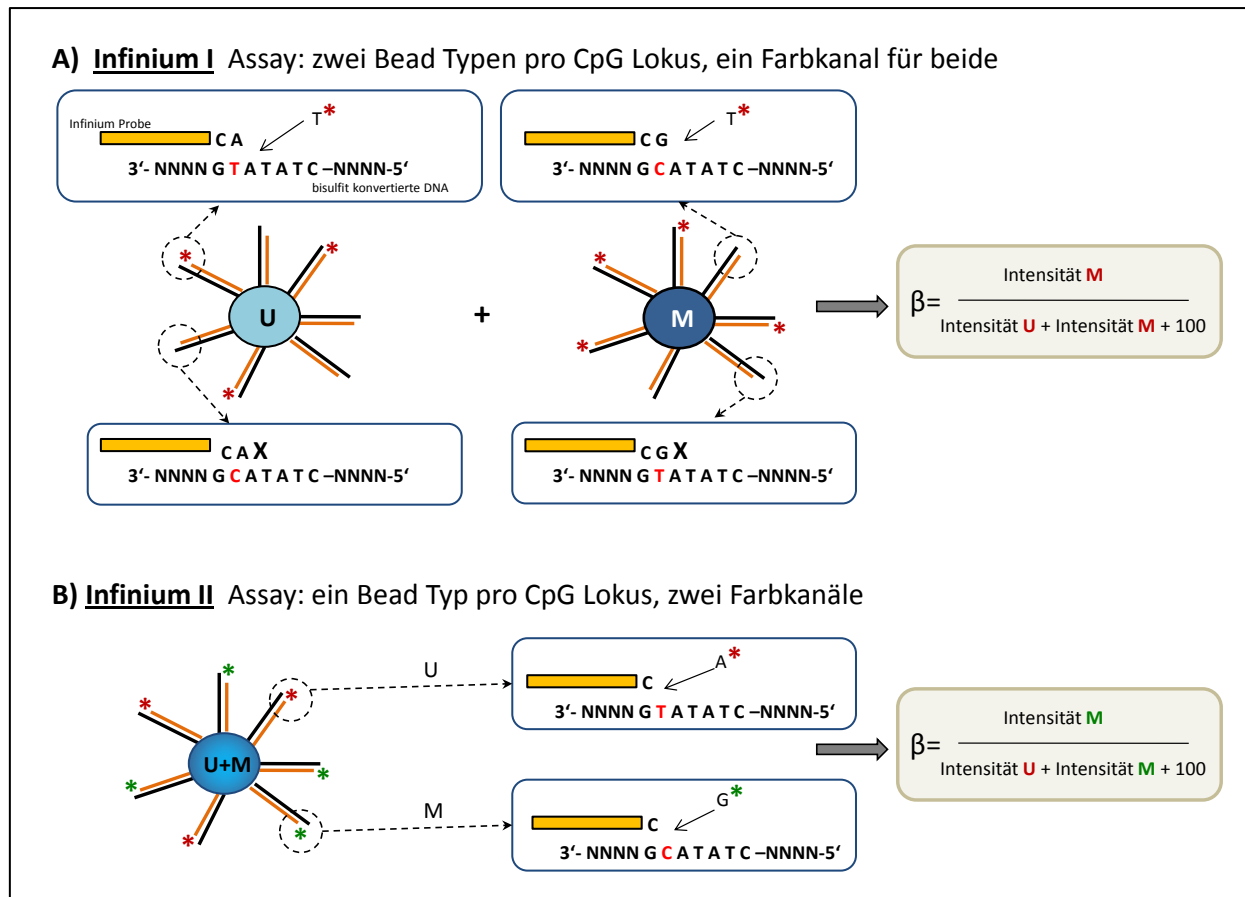 A) Infinium I Assay: zwei Bead Typen pro CpG Lokus, ein Farbkanal für beide
Infinium Probe
T*
C A
3‘- NNNN G T A T A T C –NNNN-5‘
bisulfit konvertierte DNA
T*
C G
3‘- NNNN G C A T A T C –NNNN-5‘
* * *
U
+
* * * * *
M
C A X
3‘- NNNN G C A T A T C –NNNN-5‘
C G X
3‘- NNNN G T A T A T C –NNNN-5‘
Intensität M
β=
Intensität U + Intensität M + 100
B) Infinium II Assay: ein Bead Typ pro CpG Lokus, zwei Farbkanäle
* * * * * * *
U+M
U
A*
C
3‘- NNNN G T A T A T C –NNNN-5‘
M
G*
C
3‘- NNNN G C A T A T C –NNNN-5‘
Intensität M
β=
Intensität U + Intensität M + 100